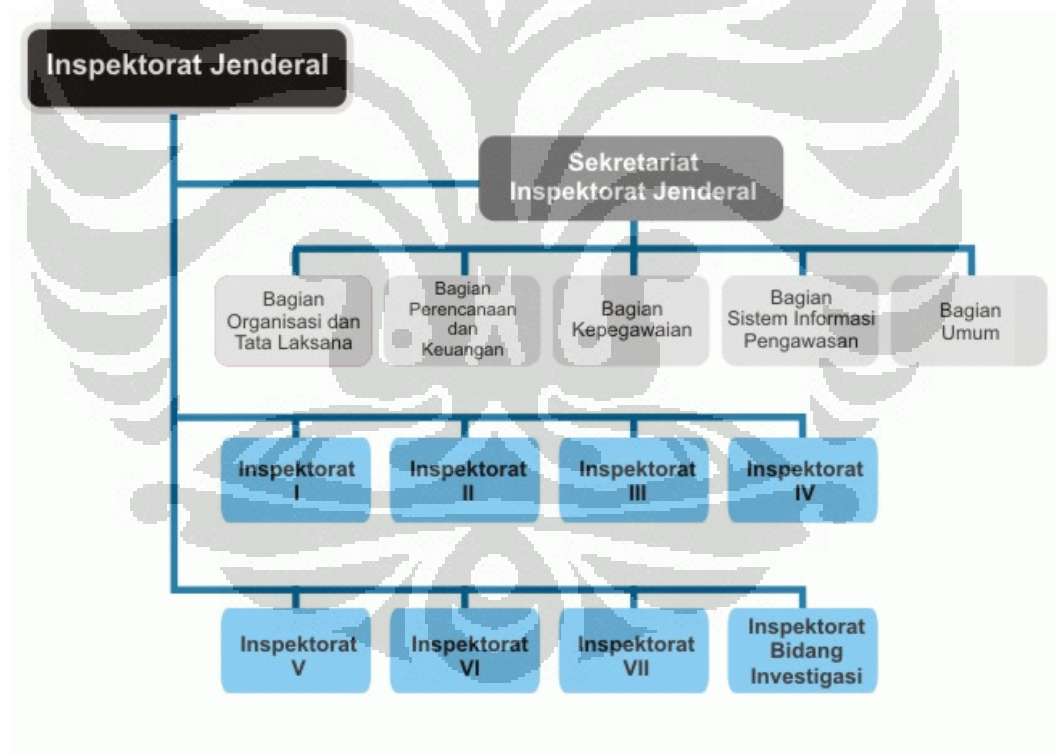 Inspektorat Jenderal
Sekretariat
Inspektorat Jenderal
Bagian
Organisasi dan
Tata Laksana
Bagian
Perencanaan
dan
Keuangan
Bagian
Kepegawaian
Bagian
Sistem Informasi
Pengawasan
Bagian
Umum
Inspektorat
I
Inspektorat
II
Inspektorat
III
Inspektorat
IV
Inspektorat
V
Inspektorat
VI
Inspektorat
VII
Inspektorat
Bidang
Investigasi